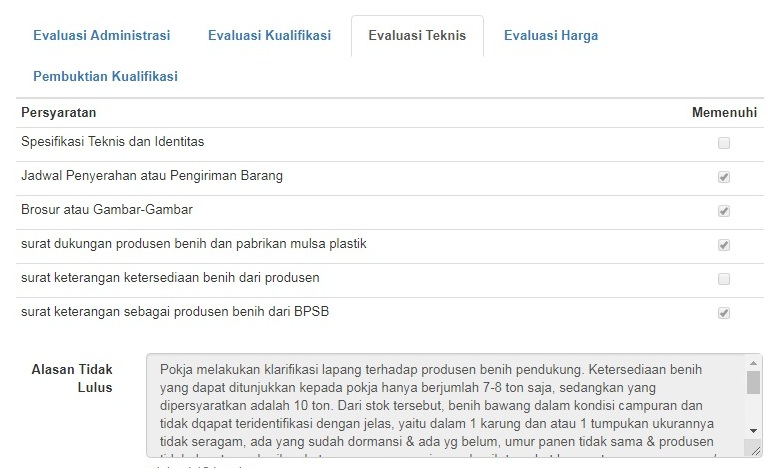 Evaluasi Administrasi Evaluasi Kualifikasi Evaluasi Teknis Evaluasi Harga
Pembuktian Kualifikasi
Persyaratan Memenuhi
Spesifikasi Teknis dan Identitas
Jadwal Penyerahan atau Pengiriman Barang
Brosur atau Gambar-Gambar
surat dukungan produsen benih dan pabrikan mulsa plastik
surat keterangan ketersediaan benih dari produsen
surat keterangan sebagai produsen benih dari BPSB
Alasan Tidak
Lulus
Pokja melakukan klarifikasi lapang terhadap produsen benih pendukung. Ketersediaan benih
yang dapat ditunjukkan kepada pokja hanya berjumlah 7-8 ton saja, sedangkan yang
dipersyaratkan adalah 10 ton. Dari stok tersebut, benih bawang dalam kondisi campuran dan
tidak dqapat teridentifikasi dengan jelas, yaitu dalam 1 karung dan atau 1 tumpukan ukurannya
tidak seragam, ada yang sudah dormansi & ada yg belum, umur panen tidak sama & produsen